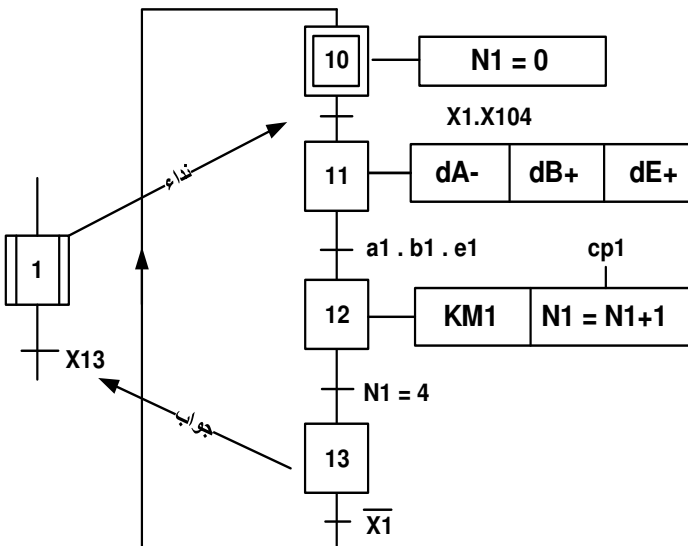 10
N1 = 0
X1.X104
نداء
11
dA-
dB+
dE+
1
a1 . b1 . e1
cp1
12
KM1
N1 = N1+1
X13
N1 = 4
جواب
13
X̅1̅